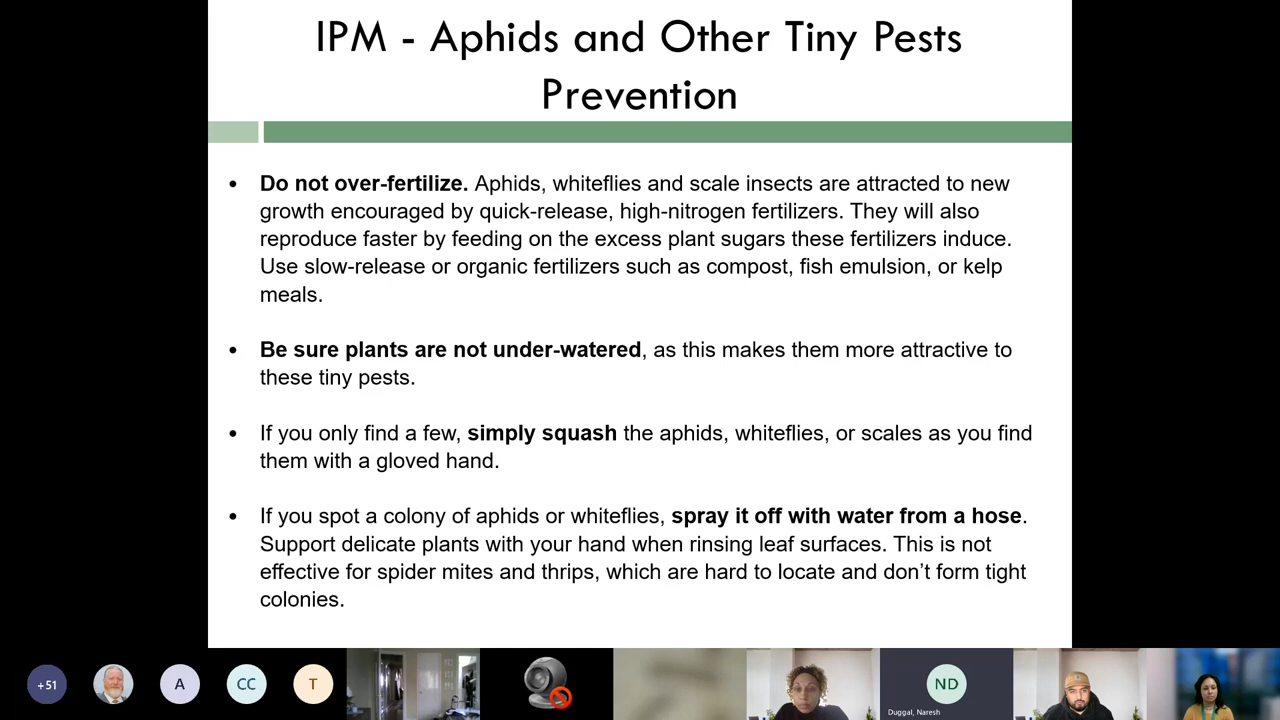 IPM - Aphids and Other Tiny Pests
Prevention
• Do not over-fertilize. Aphids, whiteflies and scale insects are attracted to new
growth encouraged by quick-release, high-nitrogen fertilizers. They will also
reproduce faster by feeding on the excess plant sugars these fertilizers induce.
Use slow-release or organic fertilizers such as compost, fish emulsion, or kelp
meals.
• Be sure plants are not under-watered, as this makes them more attractive to
these tiny pests.
• If you only find a few, simply squash the aphids, whiteflies, or scales as you find
them with a gloved hand.
• If you spot a colony of aphids or whiteflies, spray it off with water from a hose.
Support delicate plants with your hand when rinsing leaf surfaces. This is not
effective for spider mites and thrips, which are hard to locate and don’t form tight
colonies.
+51
A
CC
T
ND
Duggal, Naresh